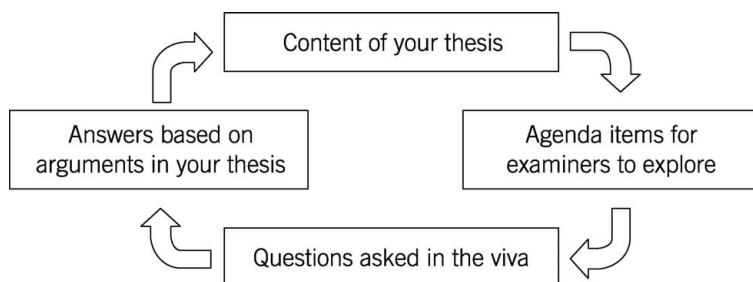 Content of your thesis
Answers based on
arguments in your thesis
Agenda items for
examiners to explore
Questions asked in the viva